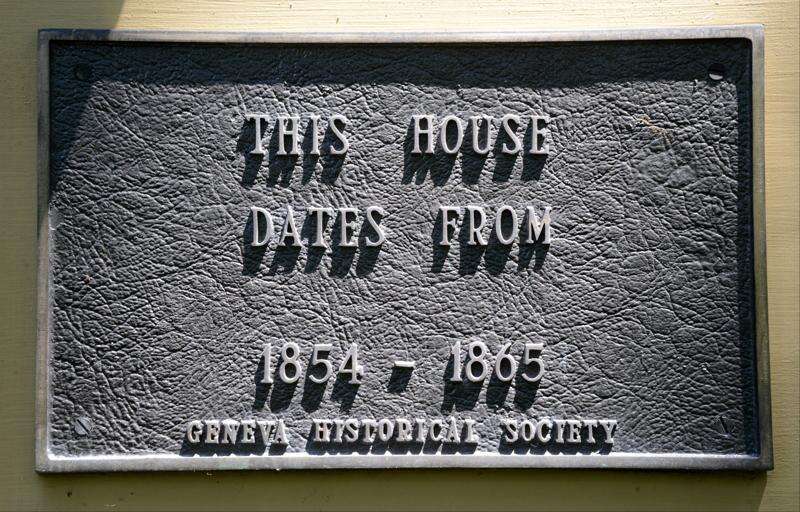 THIS HOUSE
DATES FROM
1854 - 1865
GENEVA HISTORICAL SOCIETY